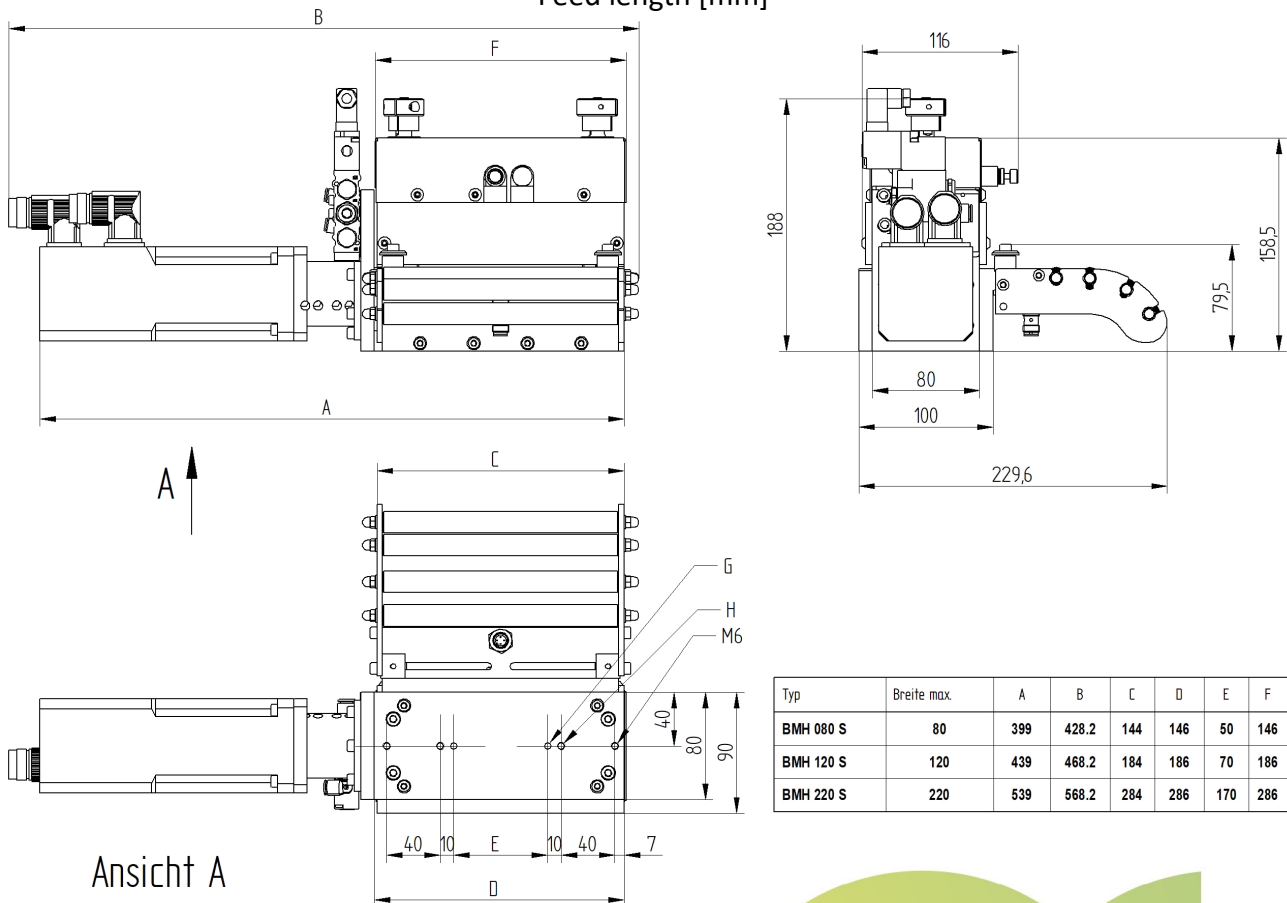 Feed length [mm]
B
F
116
188
158,5
79,5
80
100
229,6
A
A
C
G
H
M6
40
80
90
40 10 E 10 40 7
D
Ansicht A
Typ Breite max. A B C D E F
BMH 080 S 80 399 428.2 144 146 50 146
BMH 120 S 120 439 468.2 184 186 70 186
BMH 220 S 220 539 568.2 284 286 170 286